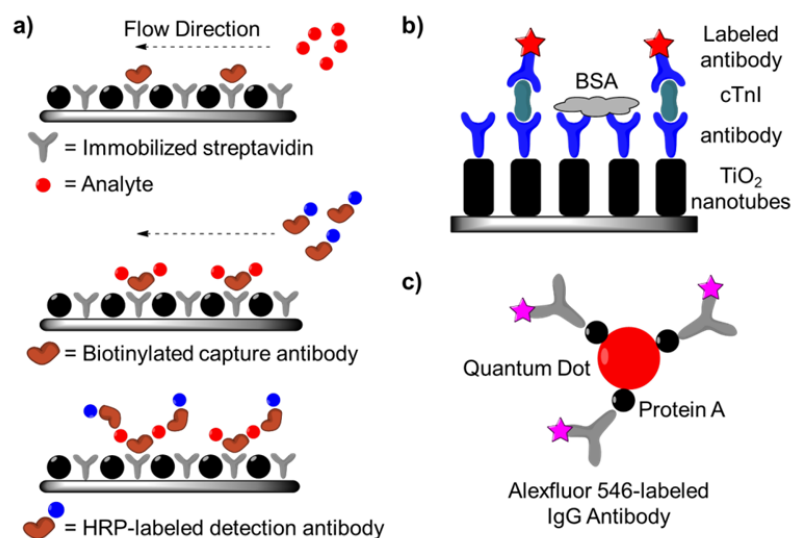 a)
Flow Direction
= Immobilized streptavidin
= Analyte
= Biotinylated capture antibody
= HRP-labeled detection antibody
b)
Labeled
antibody
BSA
cTnI
antibody
TiO2
nanotubes
c)
Quantum Dot
Protein A
Alexfluor 546-labeled
IgG Antibody